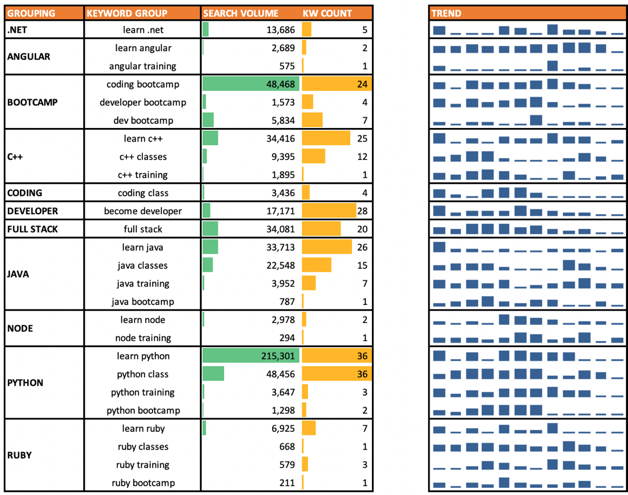 GROUPING KEYWORD GROUP SEARCH VOLUME KW COUNT TREND
.NET learn .net 13,686 5
ANGULAR learn angular 2,689 2
angular training 575 1
BOOTCAMP coding bootcamp 48,468 24
developer bootcamp 1,573 4
dev bootcamp 5,834 7
C++ learn c++ 34,416 25
c++ classes 9,395 12
c++ training 1,895 1
CODING coding class 3,436 4
DEVELOPER become developer 17,171 28
FULL STACK full stack 34,081 20
JAVA learn java 33,713 26
java classes 22,548 15
java training 3,952 7
java bootcamp 787 1
NODE learn node 2,978 2
node training 294 1
PYTHON learn python 215,301 36
python class 48,456 36
python training 3,647 3
python bootcamp 1,298 2
RUBY learn ruby 6,925 7
ruby classes 668 1
ruby training 579 3
ruby bootcamp 211 1